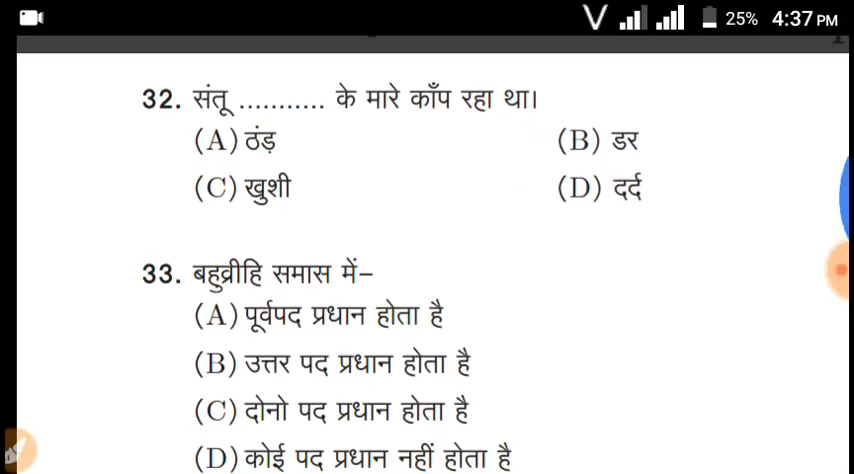 V 25% 4:37 PM
32. संतू ........... के मारे काँप रहा था।
(A) ठंड़ (B) डर
(C) खुशी (D) दर्द
33. बहुव्रीहि समास में–
(A) पूर्वपद प्रधान होता है
(B) उत्तर पद प्रधान होता है
(C) दोनो पद प्रधान होता है
(D) कोई पद प्रधान नहीं होता है